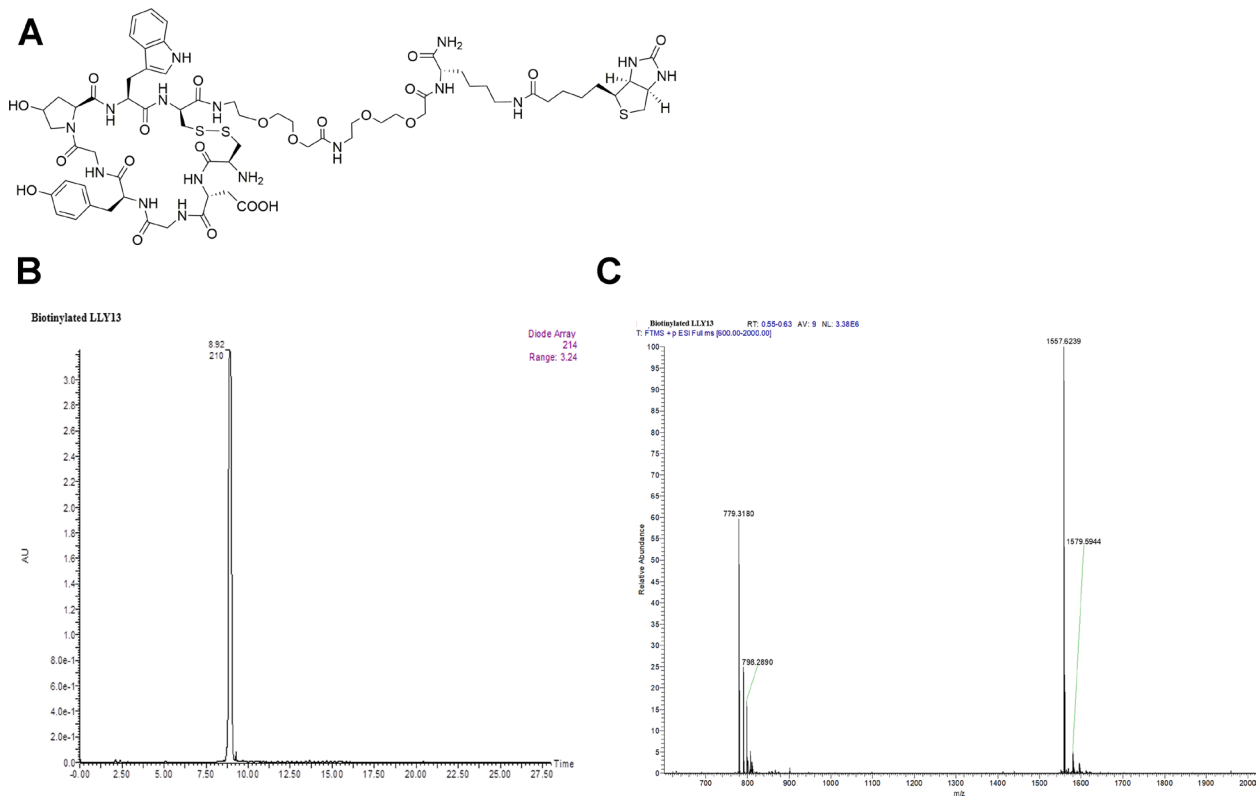 A
O
NH
O NH2
HN NH
O
O
O
HO
N
H
H
N
O
H
N
O
N
H
O
O
N
H
O
O
N
H
O
S
H
H
S S
O
O
NH
O
HN
NH2
HO
N
H
O
H
N
O
COOH
B
Biotinylated LLY13
Diode Array
214
Range: 3.24
8.92
210
AU
3.0
2.8
2.6
2.4
2.2
2.0
1.8
1.6
1.4
1.2
1.0
8.0e-1
6.0e-1
4.0e-1
2.0e-1
0.0
-0.00 2.50 5.00 7.50 10.00 12.50 15.00 17.50 20.00 22.50 25.00 27.50 Time
C
Biotinylated LLY13 RT: 0.55-0.63 AV: 9 NL: 3.38E6
T: FTMS + p ESI Full ms [600.00-2000.00]
1557.6239
779.3180
1579.5944
798.2890
Relative Abundance
100
95
90
85
80
75
70
65
60
55
50
45
40
35
30
25
20
15
10
5
0
700 800 900 1000 1100 1200 1300 1400 1500 1600 1700 1800 1900 2000
m/z